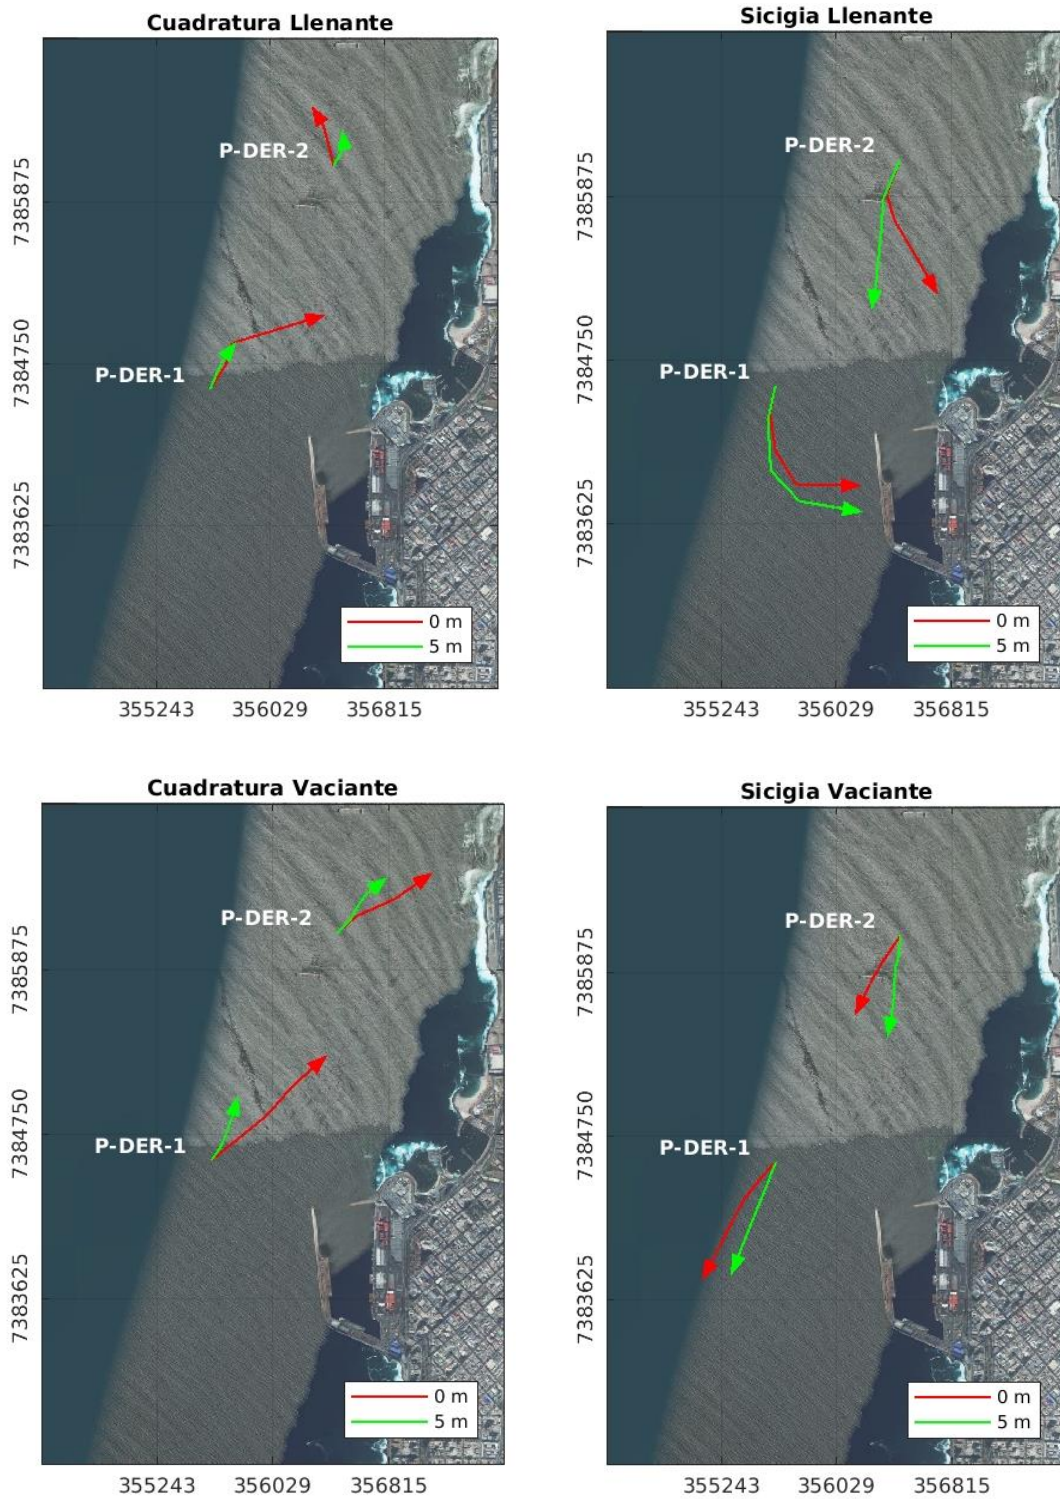 Cuadratura Llenante
P-DER-2
P-DER-1
7385875
7384750
7383625
0 m
5 m
355243 356029 356815
Sicigia Llenante
P-DER-2
P-DER-1
7385875
7384750
7383625
0 m
5 m
355243 356029 356815
Cuadratura Vaciante
P-DER-2
P-DER-1
7385875
7384750
7383625
0 m
5 m
355243 356029 356815
Sicigia Vaciante
P-DER-2
P-DER-1
7385875
7384750
7383625
0 m
5 m
355243 356029 356815